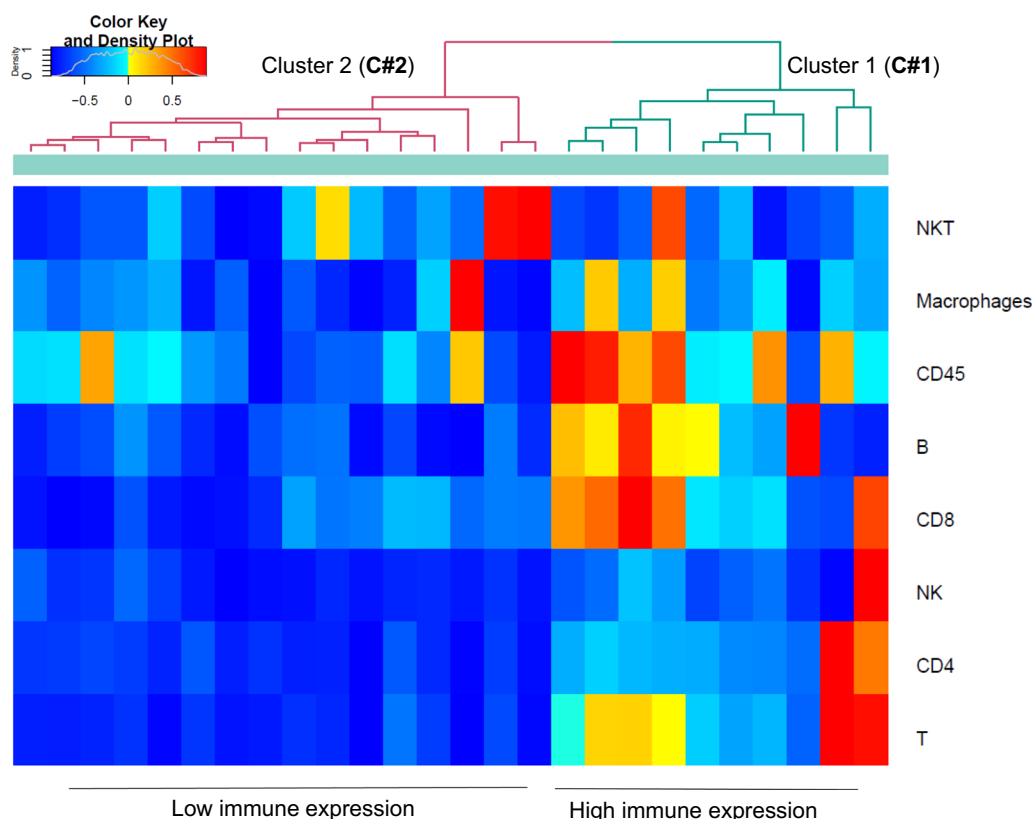 Color Key
and Density Plot
Density
0 1
−0.5 0 0.5
Cluster 2 (C#2)
Cluster 1 (C#1)
NKT
Macrophages
CD45
B
CD8
NK
CD4
T
Low immune expression
High immune expression